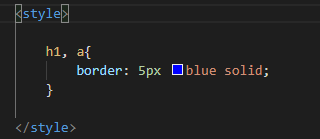 <style>
h1, a{
border: 5px blue solid;
}
</style>